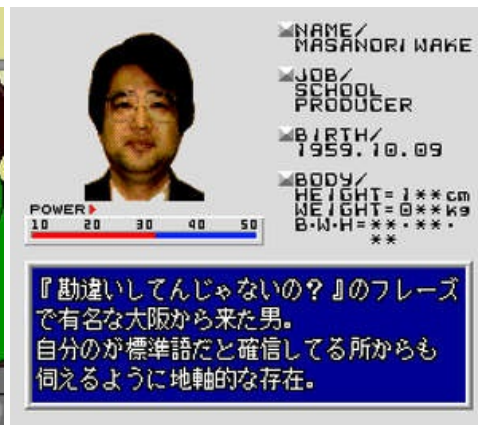 NAME/
MASANORI WAKE
JOB/
SCHOOL
PRODUCER
BIRTH/
1959.10.09
BODY/
HEIGHT=1**cm
WEIGHT=0**kg
B・W・H=**・**・
**
POWER
10 20 30 40 50
『勘違いしてんじゃないの?』のフレーズ
で有名な大阪から来た男。
自分のが標準語だと確信してる所からも
伺えるように地軸的な存在。